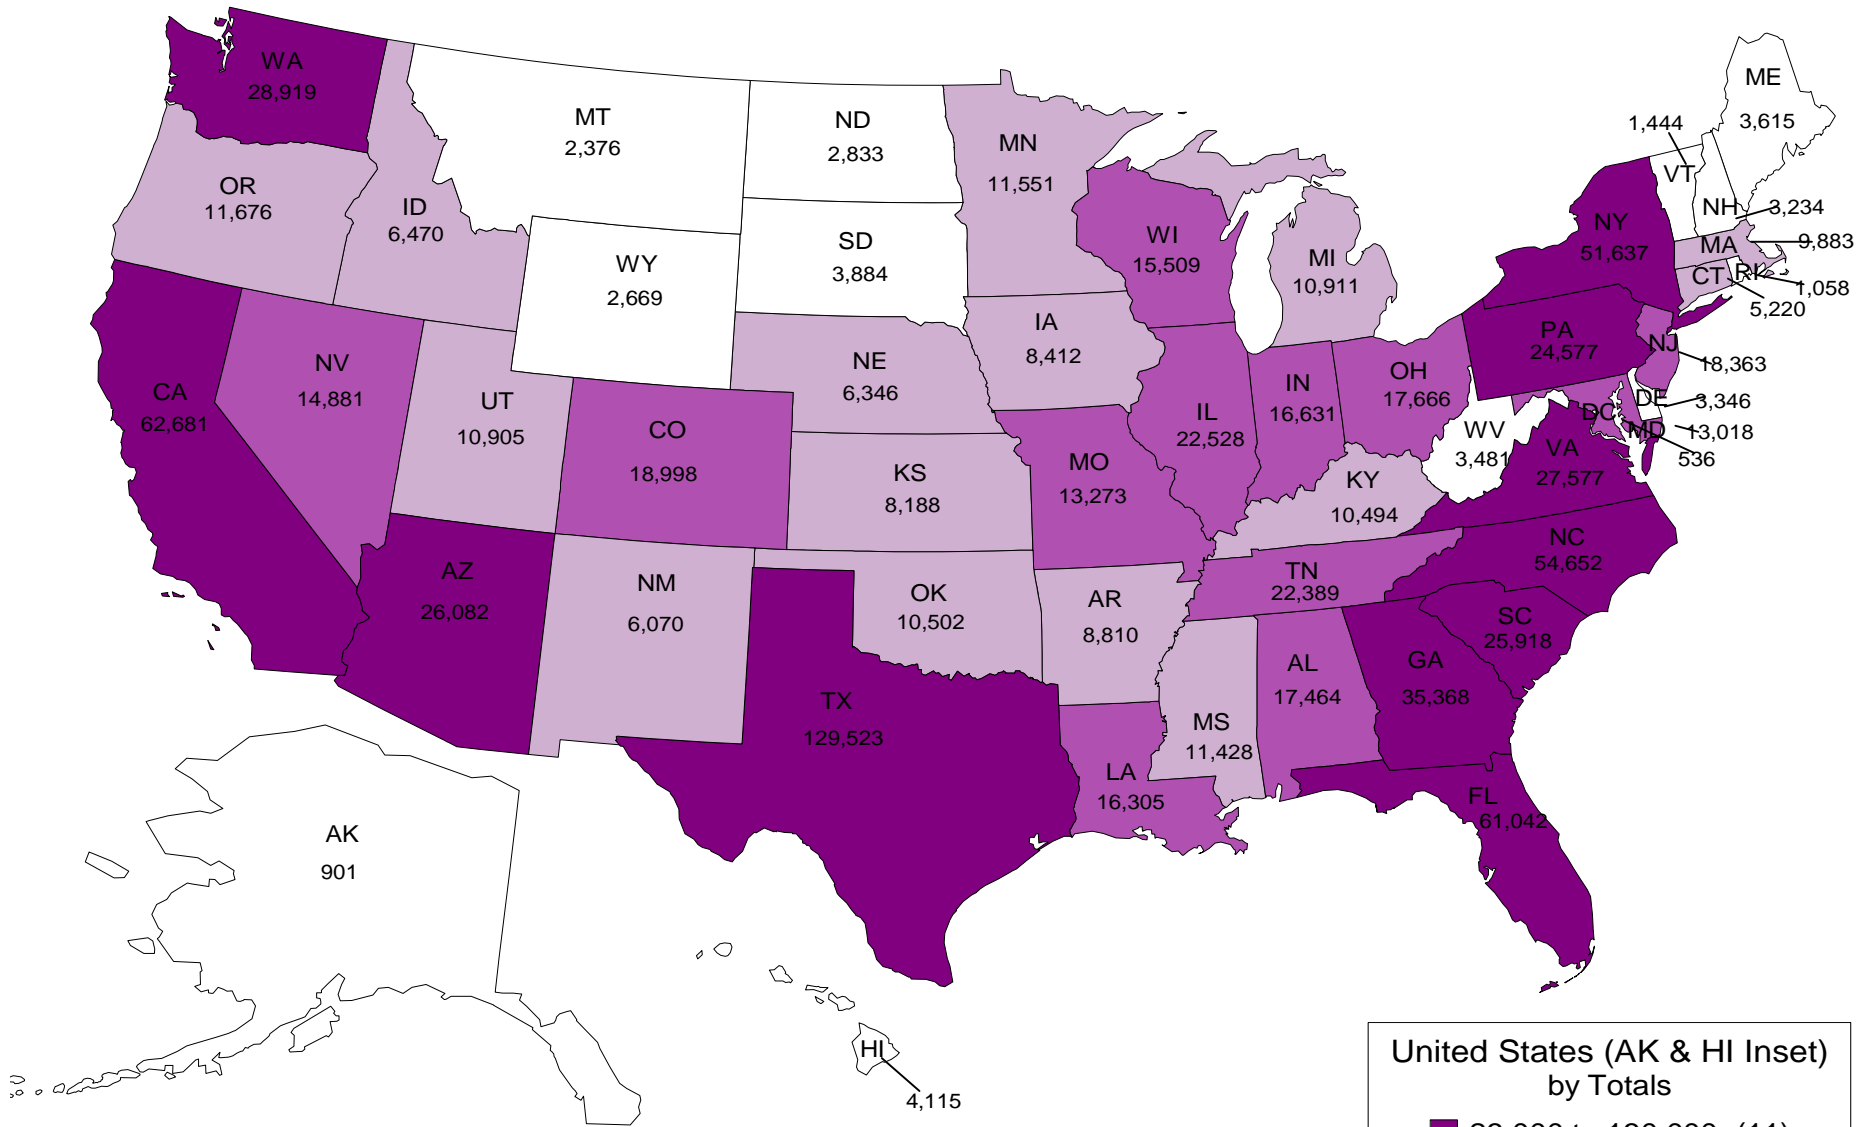 WA
28,919
MT
2,376
ND
2,833
MN
11,551
ME
3,615
1,444
VT
NH
3,234
OR
11,676
ID
6,470
WY
2,669
SD
3,884
WI
15,509
MI
10,911
NY
51,637
MA
9,883
CT
5,220
RI
1,058
CA
62,681
NV
14,881
UT
10,905
CO
18,998
NE
6,346
IA
8,412
IL
22,528
IN
16,631
OH
17,666
PA
24,577
NJ
18,363
DE
3,346
MD
13,018
DC
536
WV
3,481
VA
27,577
KS
8,188
MO
13,273
KY
10,494
NC
54,652
TN
22,389
SC
25,918
AZ
26,082
NM
6,070
OK
10,502
AR
8,810
TX
129,523
LA
16,305
MS
11,428
AL
17,464
GA
35,368
FL
61,042
AK
901
HI
4,115
United States (AK & HI Inset)
by Totals